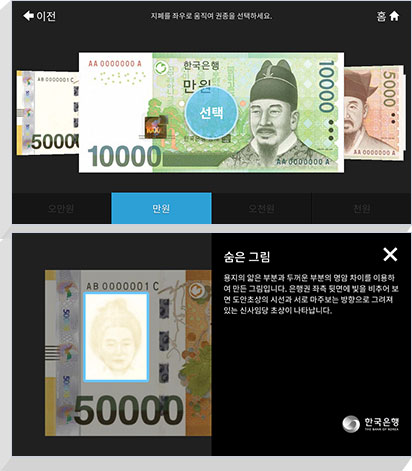 이전
지폐를 좌우로 움직여 권종을 선택하세요.
홈
AB 0000001 C
50000
AA 0000000 A
한국은행
만원
선택
10000
10000
AA 0000000 A
5000
오만원
만원
오천원
천원
숨은 그림
용지의 얇은 부분과 두꺼운 부분의 명암 차이를 이용하
여 만든 그림입니다. 은행권 좌측 뒷면에 빛을 비추어 보
면 도안초상의 시선과 서로 마주보는 방향으로 그려져
있는 신사임당 초상이 나타납니다.
AB 0000001 C
50000
한국은행
THE BANK OF KOREA